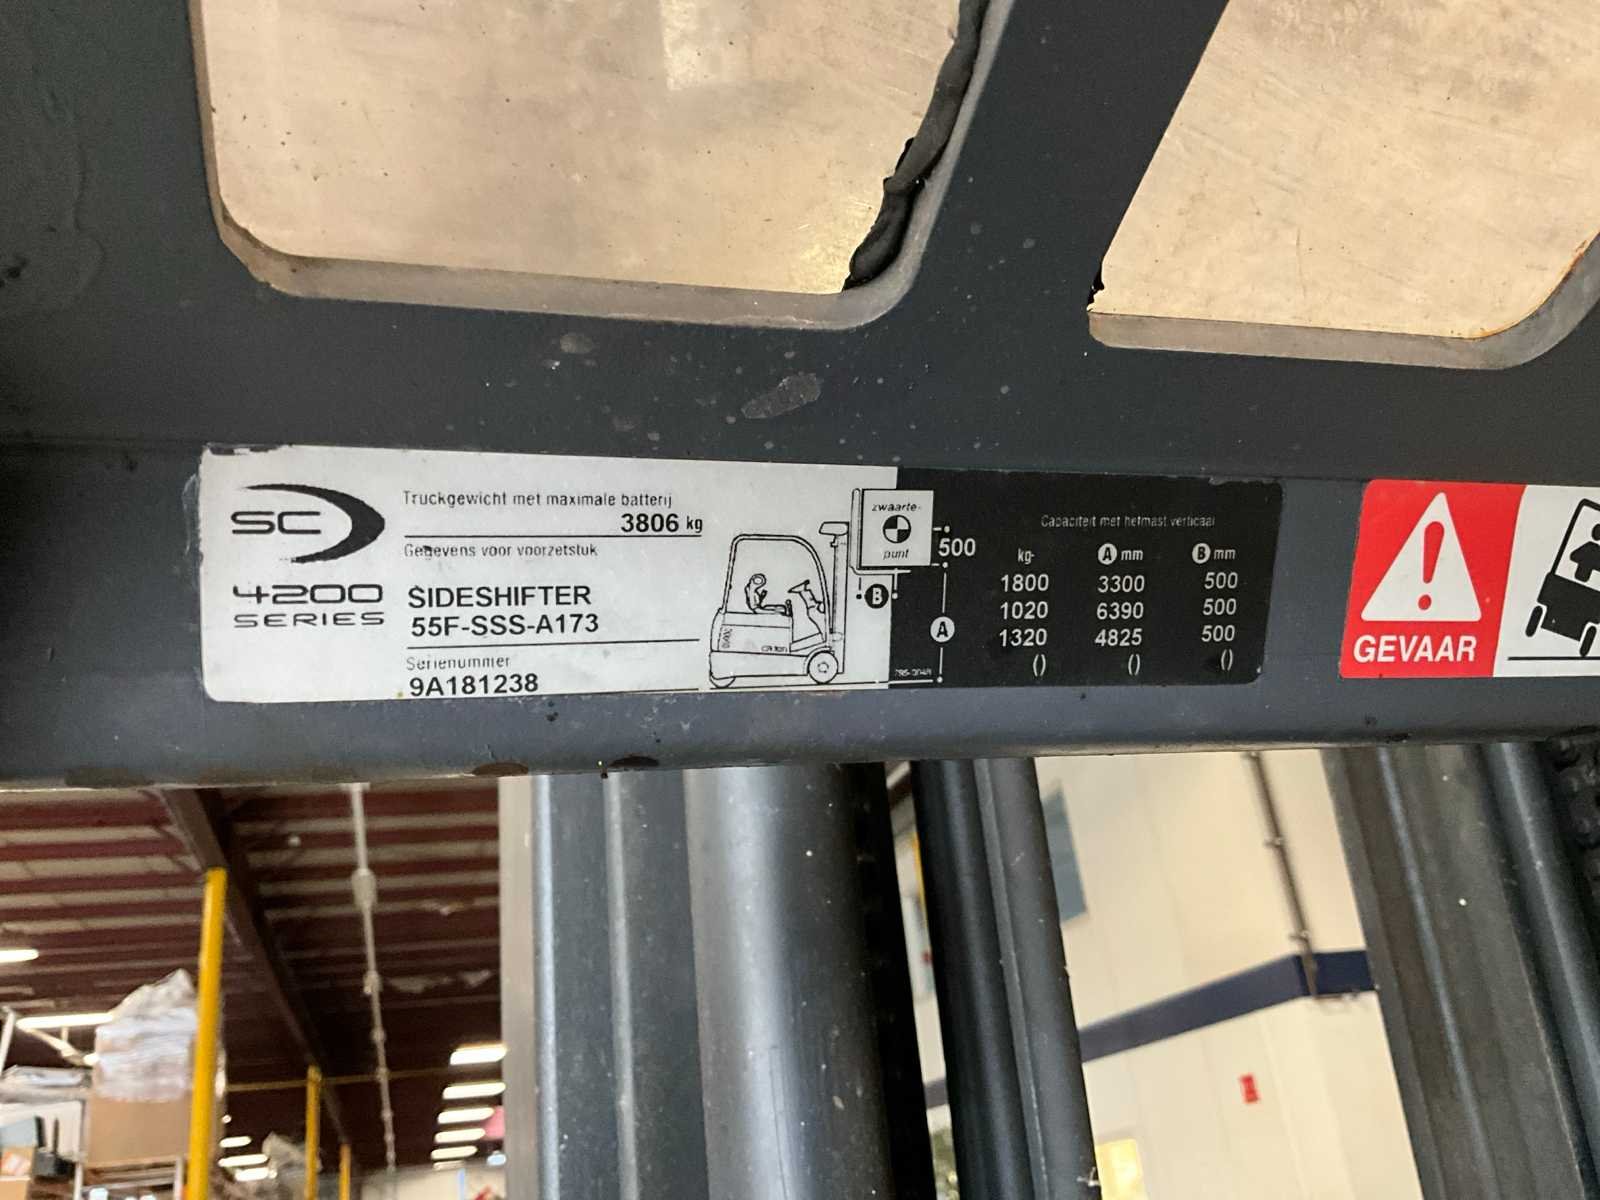 SC
4200
SERIES
Truckgewicht met maximale batterij
3806 kg
Gegevens voor voorzetstuk
SIDESHIFTER
55F-SSS-A173
Serienummer
9A181238
zwaarte-
punt
500
B
A
Capaciteit met hefmast verticaal
kg- A mm B mm
1800 3300 500
1020 6390 500
1320 4825 500
() () ()
GEVAAR